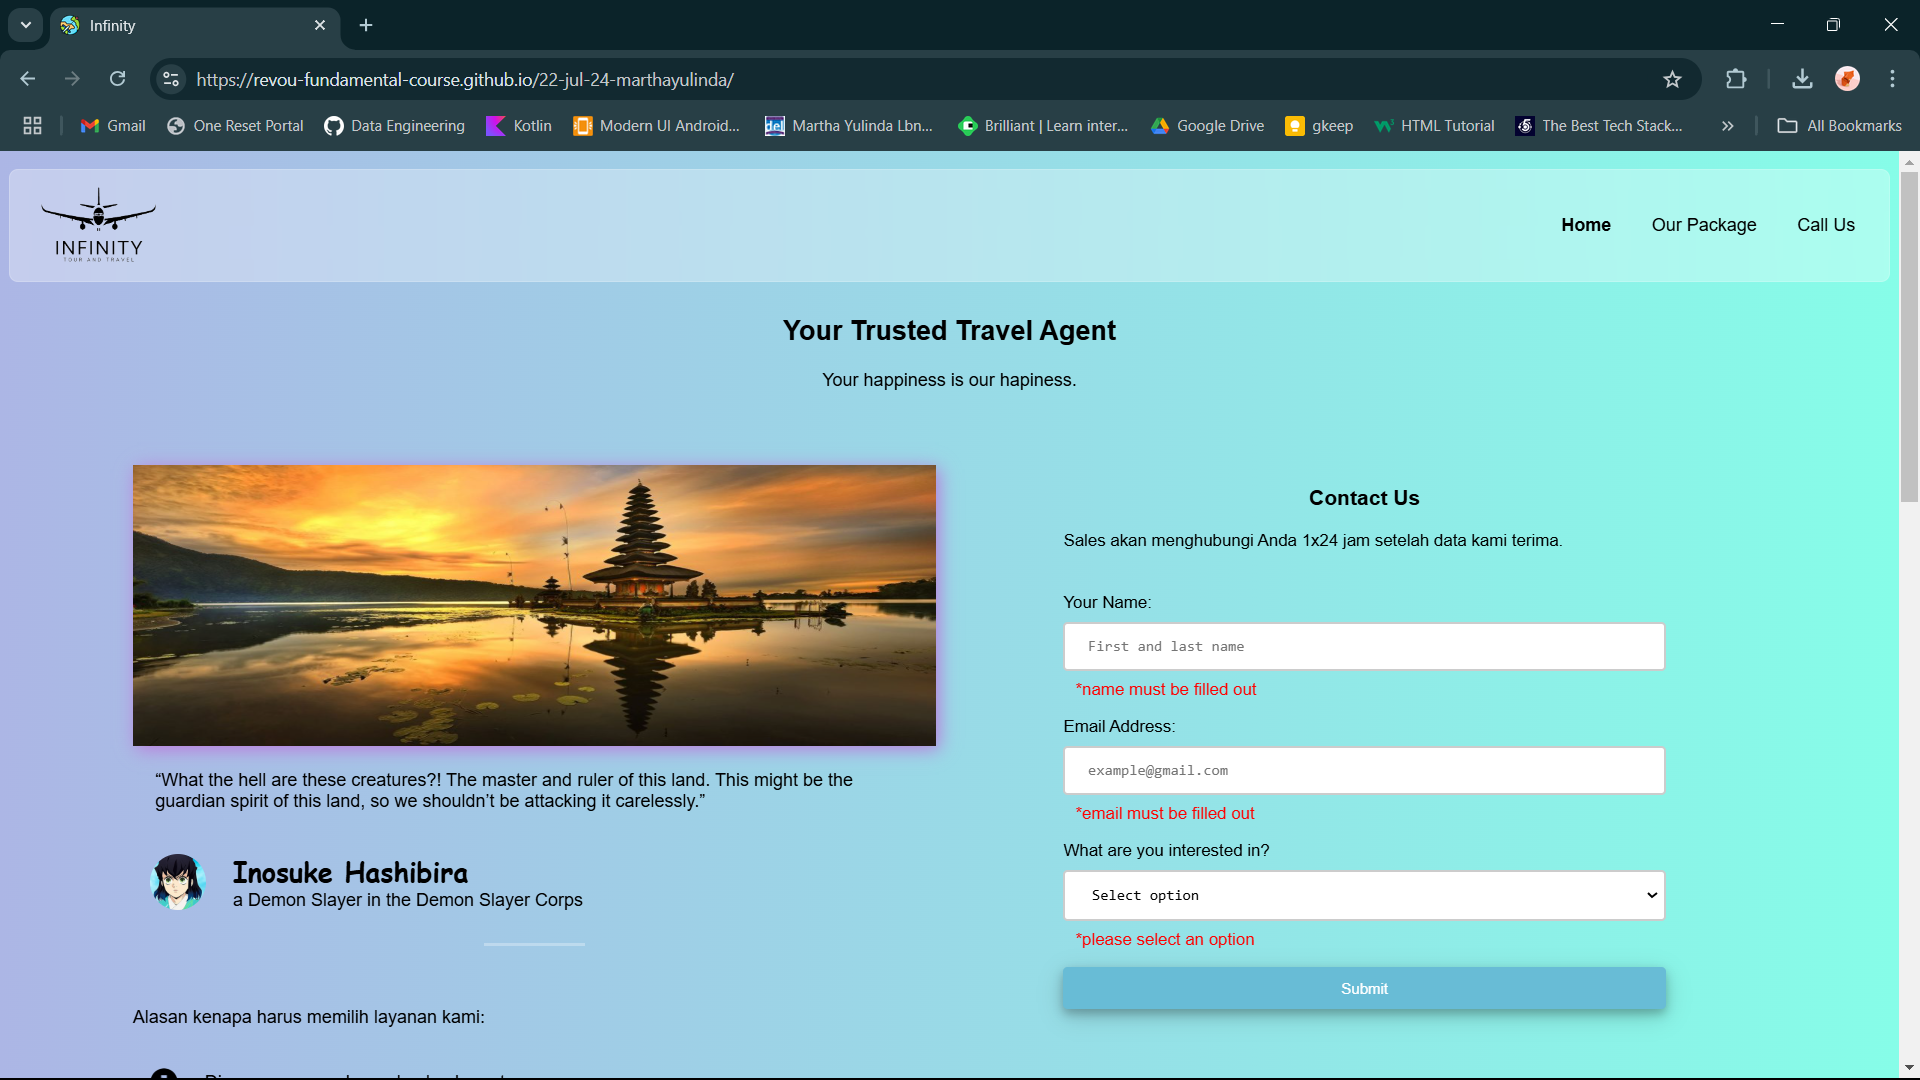 Infinity
https://revou-fundamental-course.github.io/22-jul-24-marthayulinda/
Gmail
One Reset Portal
Data Engineering
Kotlin
Modern UI Android...
Martha Yulinda Lbn...
Brilliant | Learn inter...
Google Drive
gkeep
HTML Tutorial
The Best Tech Stack...
All Bookmarks
INFINITY
TOUR AND TRAVEL
Home
Our Package
Call Us
Your Trusted Travel Agent
Your happiness is our hapiness.
“What the hell are these creatures?! The master and ruler of this land. This might be the
guardian spirit of this land, so we shouldn’t be attacking it carelessly.”
Inosuke Hashibira
a Demon Slayer in the Demon Slayer Corps
Alasan kenapa harus memilih layanan kami:
Contact Us
Sales akan menghubungi Anda 1x24 jam setelah data kami terima.
Your Name:
First and last name
*name must be filled out
Email Address:
example@gmail.com
*email must be filled out
What are you interested in?
Select option
*please select an option
Submit